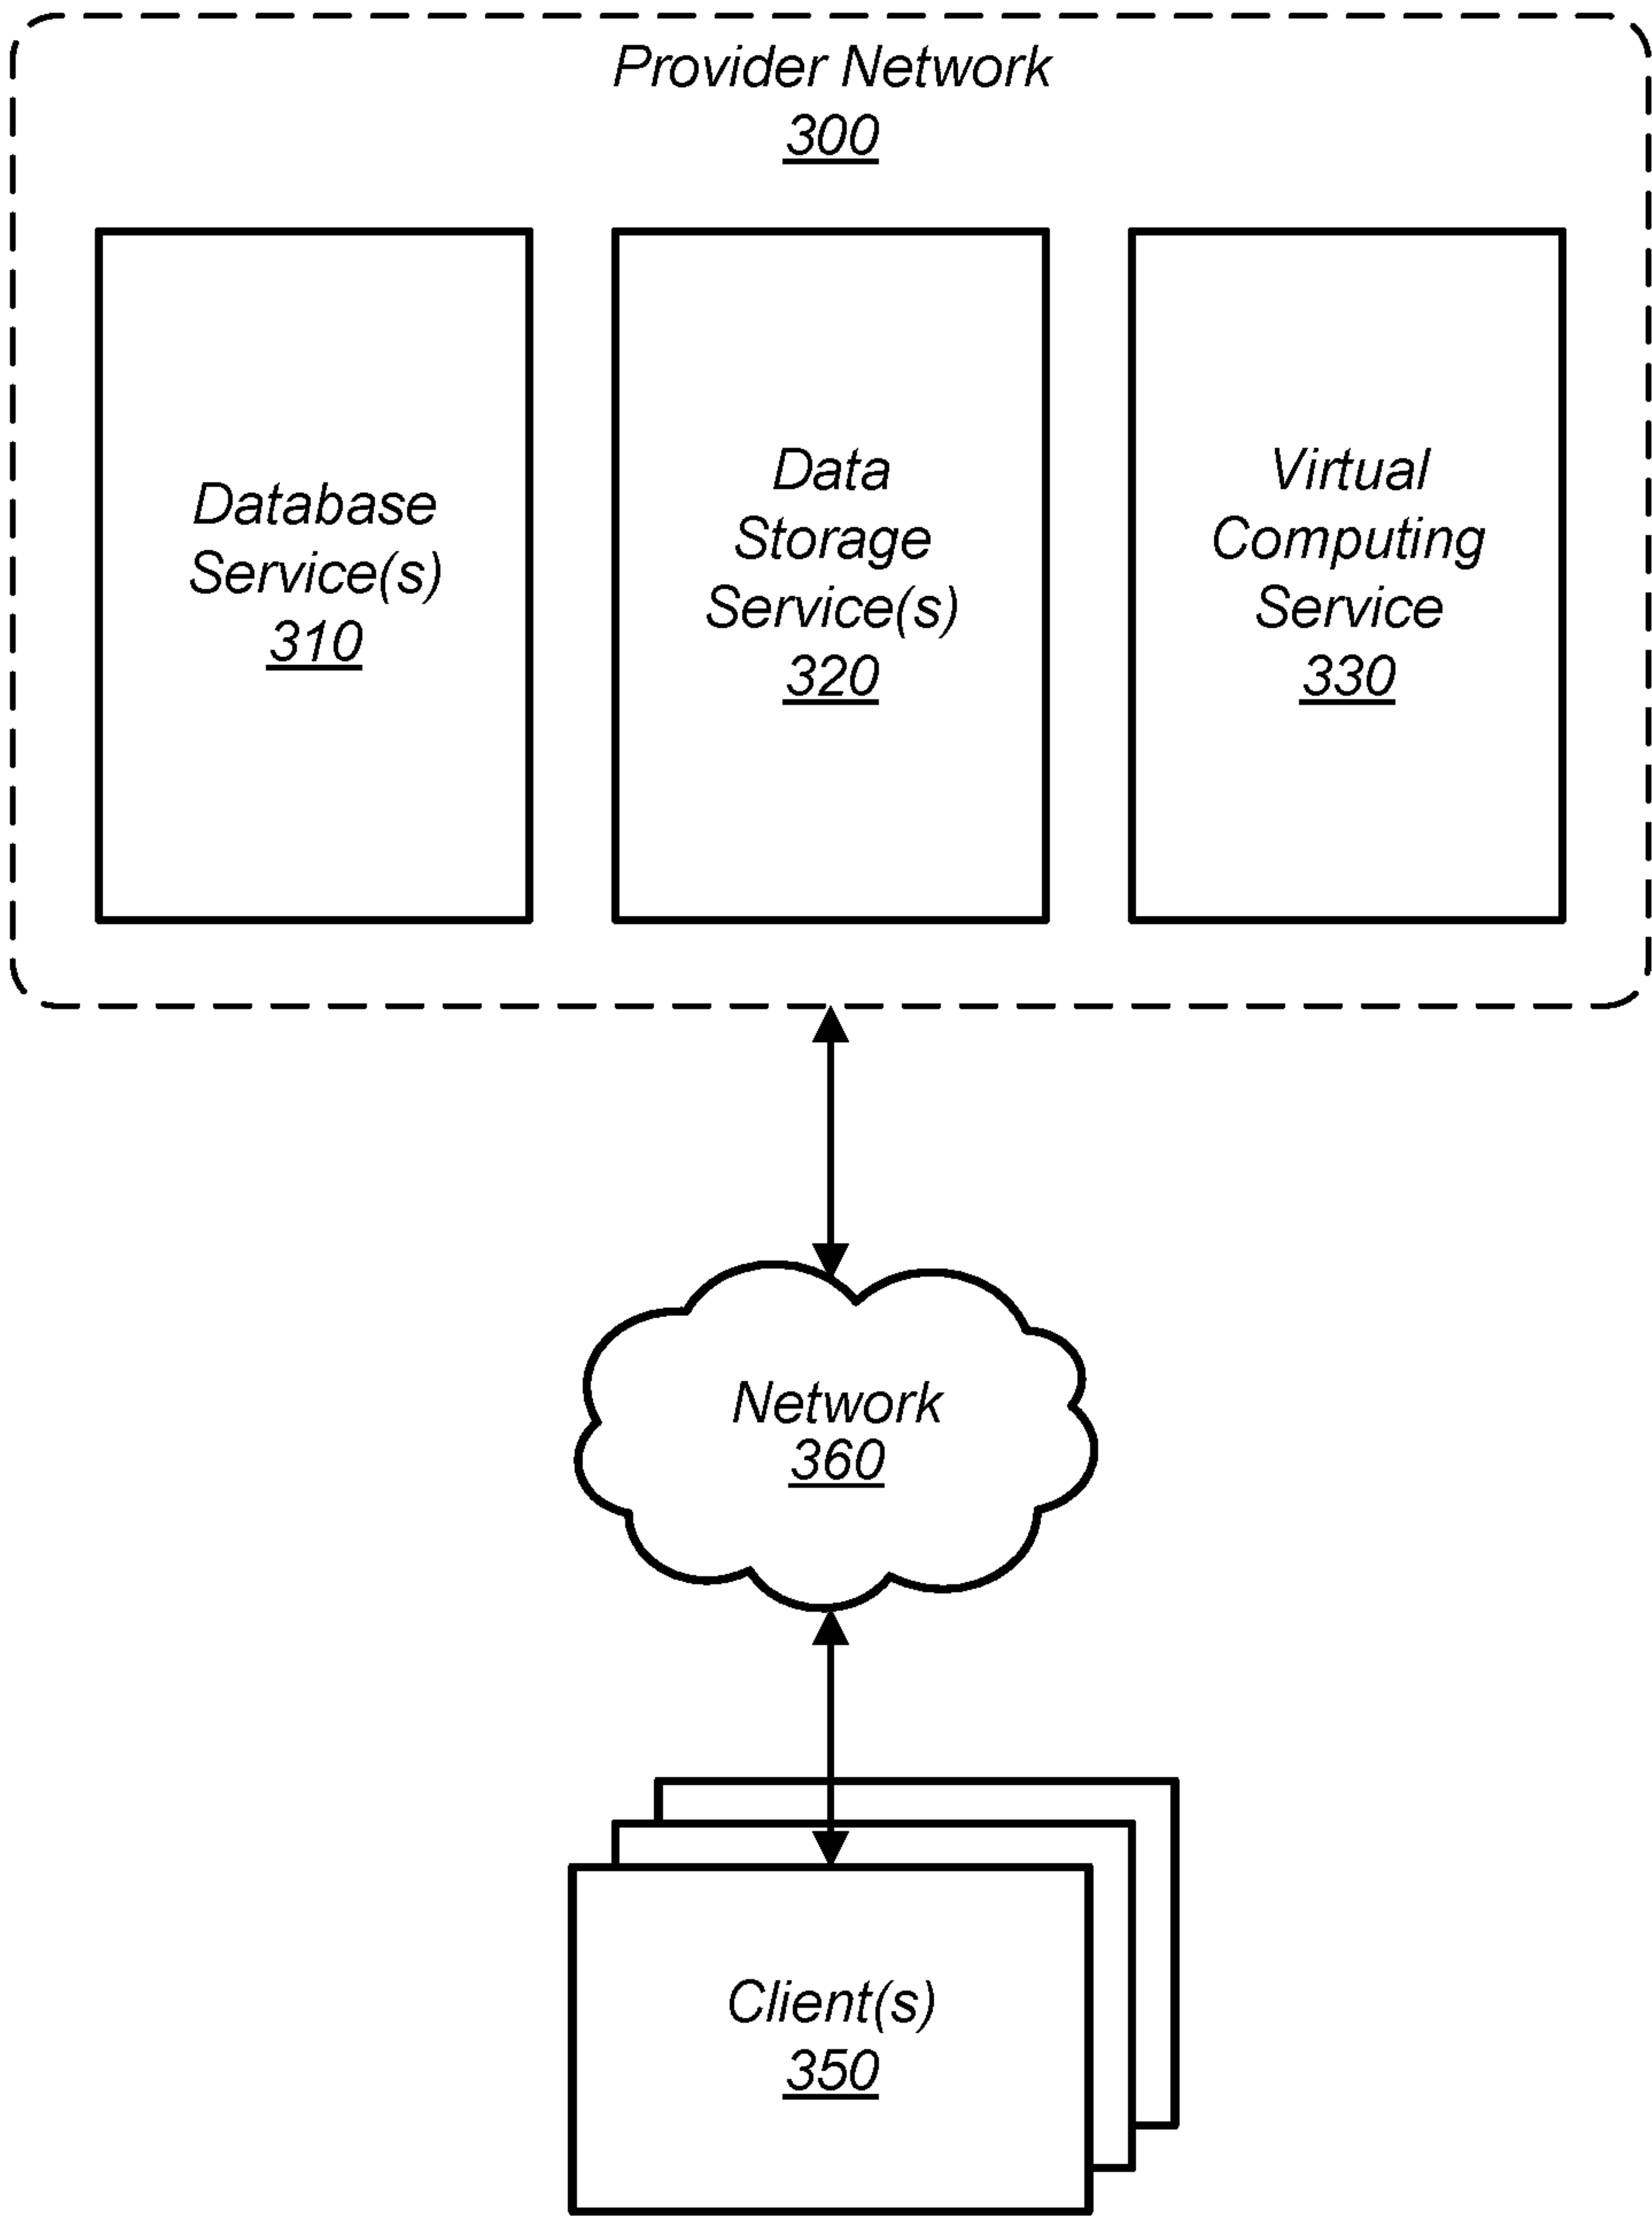 Provider Network
300
Database
Service(s)
310
Data
Storage
Service(s)
320
Virtual
Computing
Service
330
Network
360
Client(s)
350